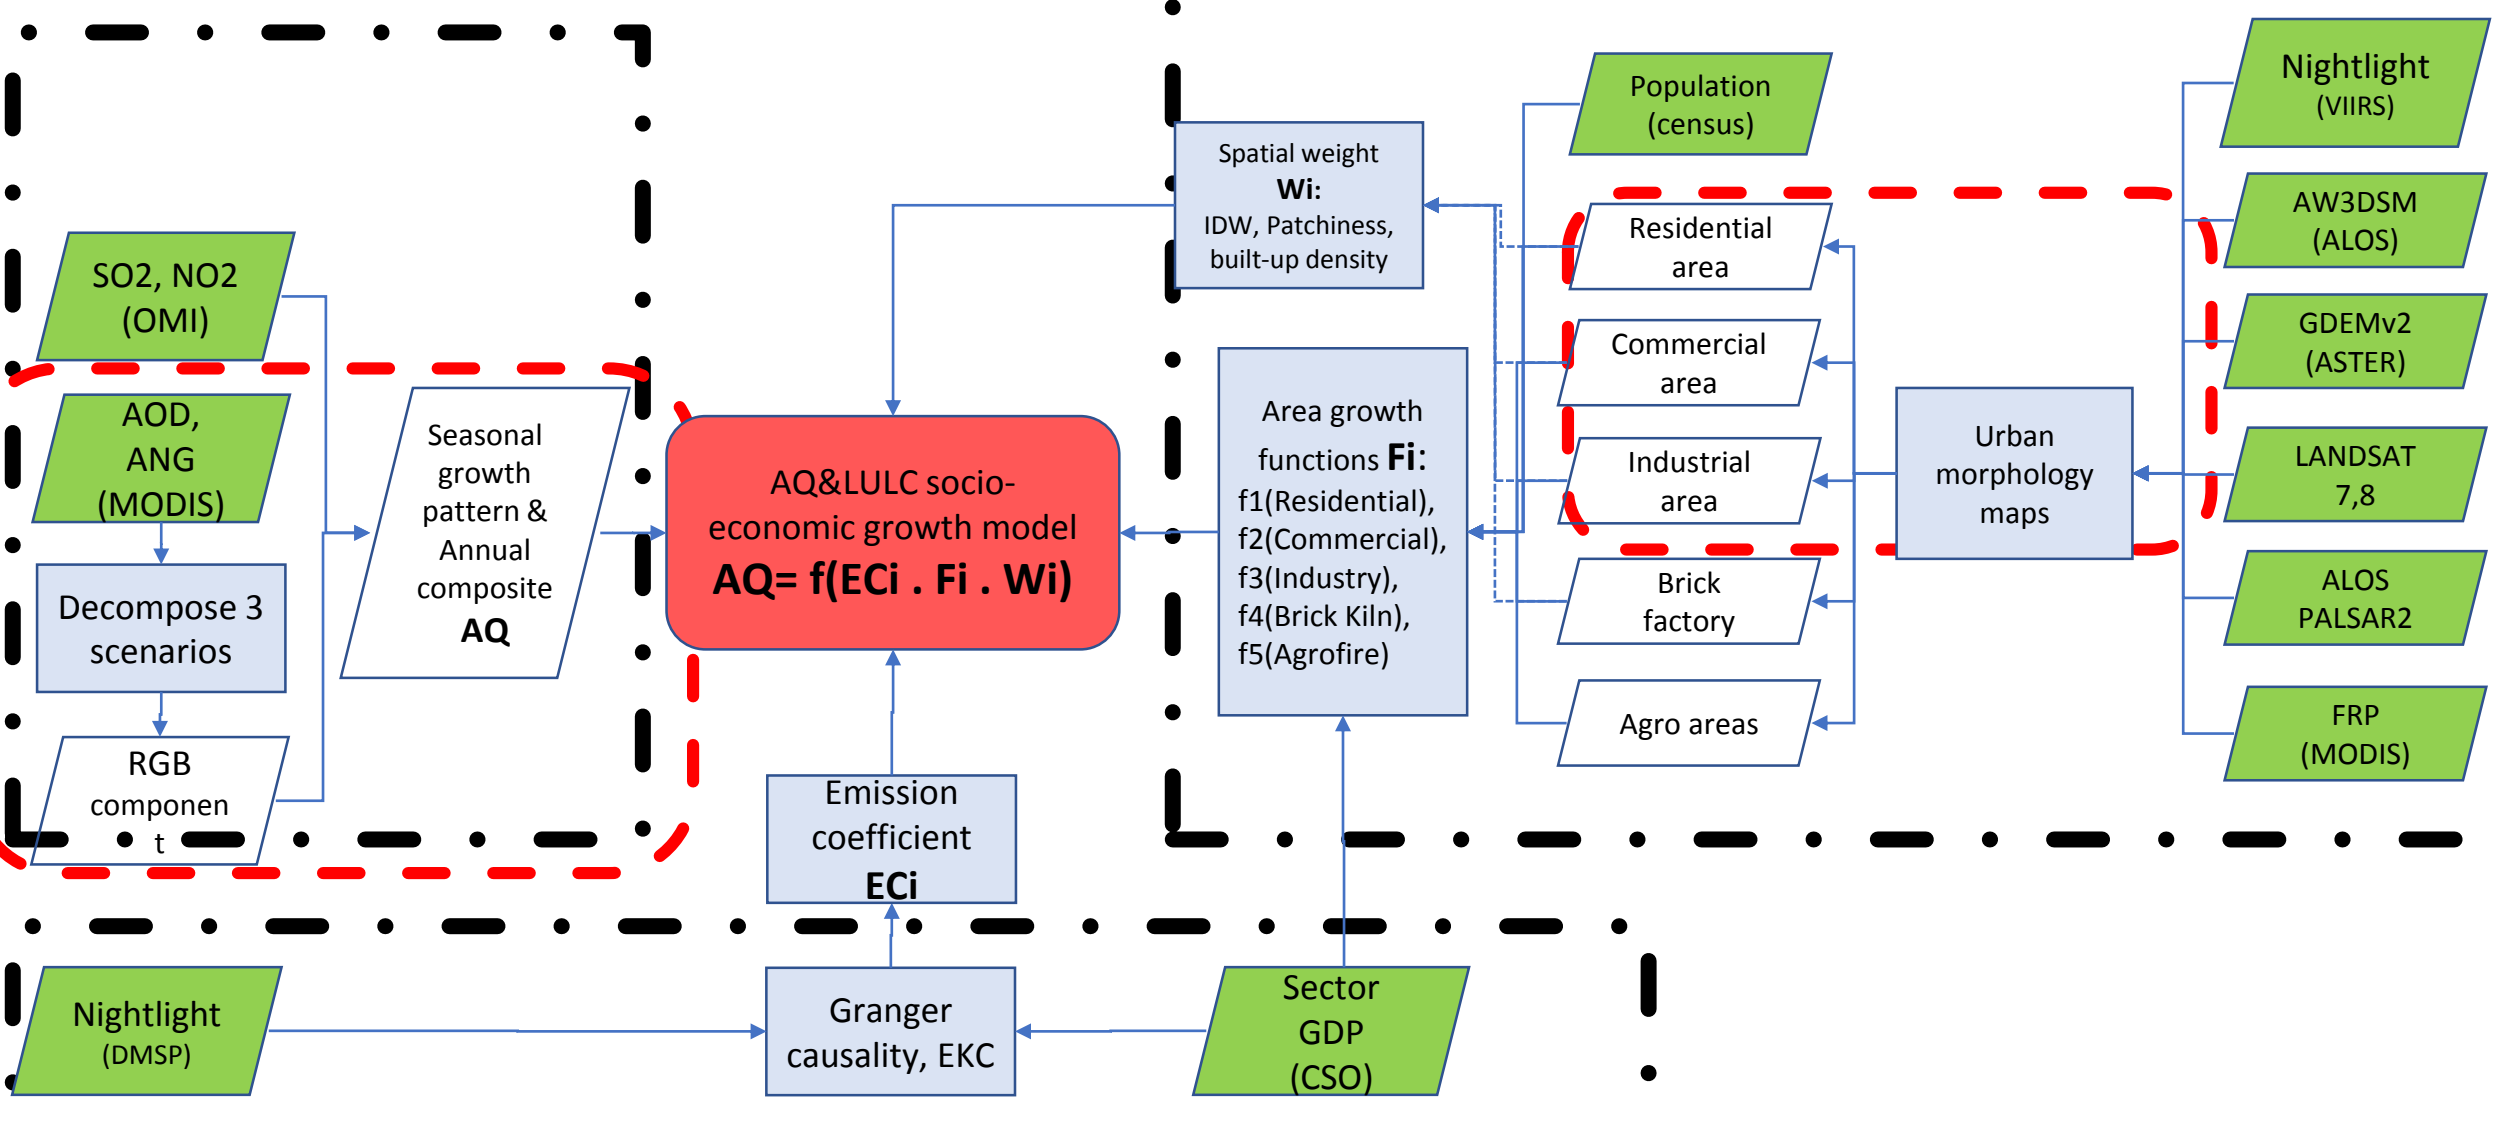 SO2, NO2
(OMI)
AOD,
ANG
(MODIS)
Decompose 3
scenarios
RGB
componen
t
Seasonal
growth
pattern &
Annual
composite
AQ
AQ&LULC socio-
economic growth model
AQ= f(ECi . Fi . Wi)
Emission
coefficient
ECi
Nightlight
(DMSP)
Granger
causality, EKC
Sector
GDP
(CSO)
Spatial weight
Wi:
IDW, Patchiness,
built-up density
Area growth
functions Fi:
f1(Residential),
f2(Commercial),
f3(Industry),
f4(Brick Kiln),
f5(Agrofire)
Population
(census)
Residential
area
Commercial
area
Industrial
area
Brick
factory
Agro areas
Urban
morphology
maps
Nightlight
(VIIRS)
AW3DSM
(ALOS)
GDEMv2
(ASTER)
LANDSAT
7,8
ALOS
PALSAR2
FRP
(MODIS)